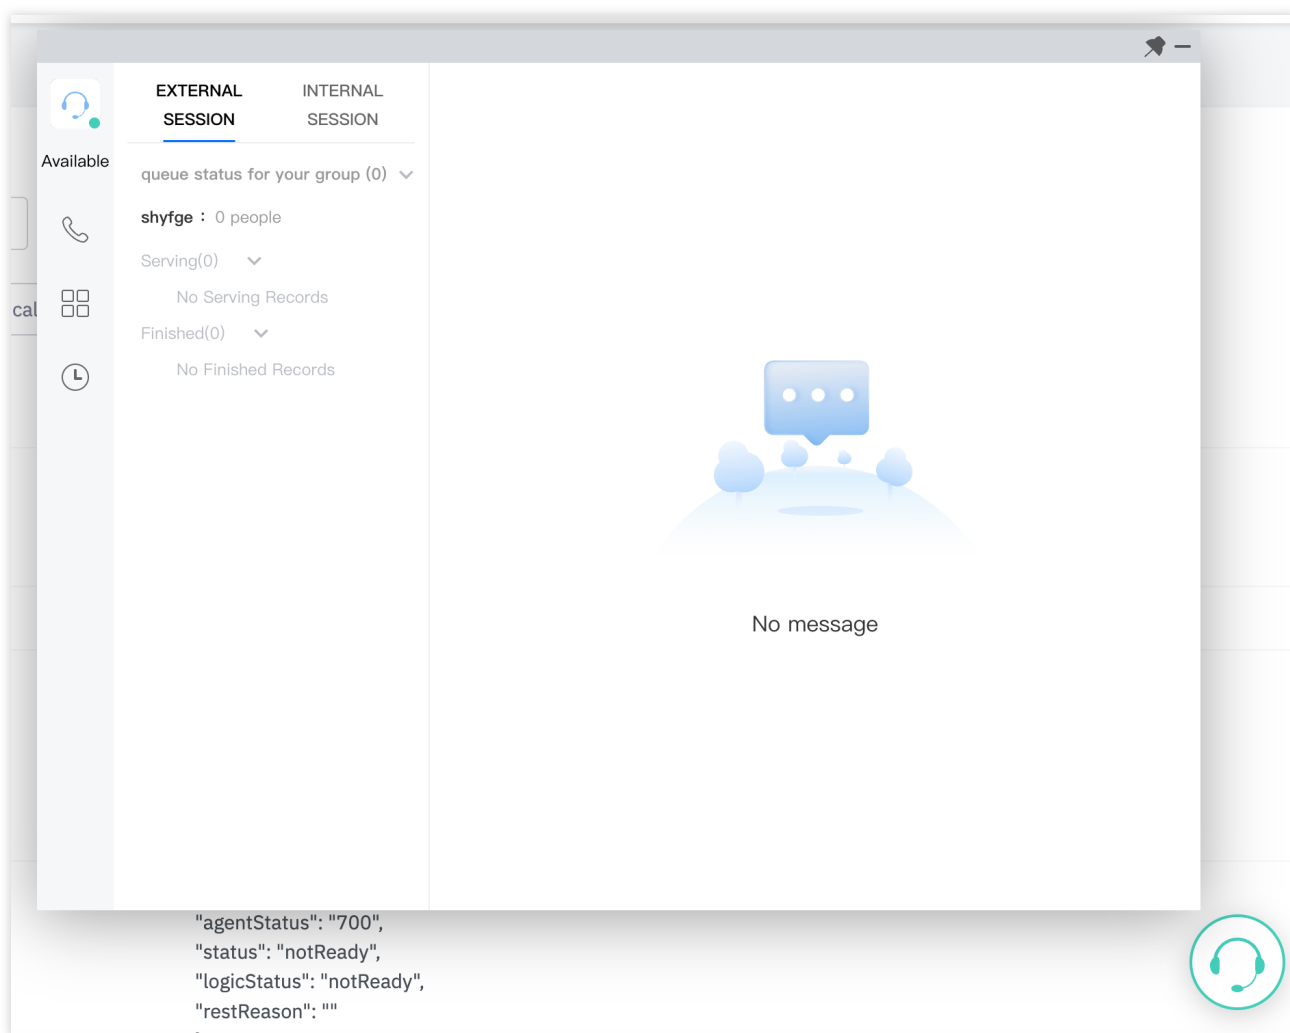 EXTERNAL SESSION
INTERNAL SESSION
Available
queue status for your group (0)
shyfge : 0 people
Serving(0)
No Serving Records
cal
Finished(0)
No Finished Records
No message
"agentStatus": "700",
"status": "notReady",
"logicStatus": "notReady",
"restReason": ""